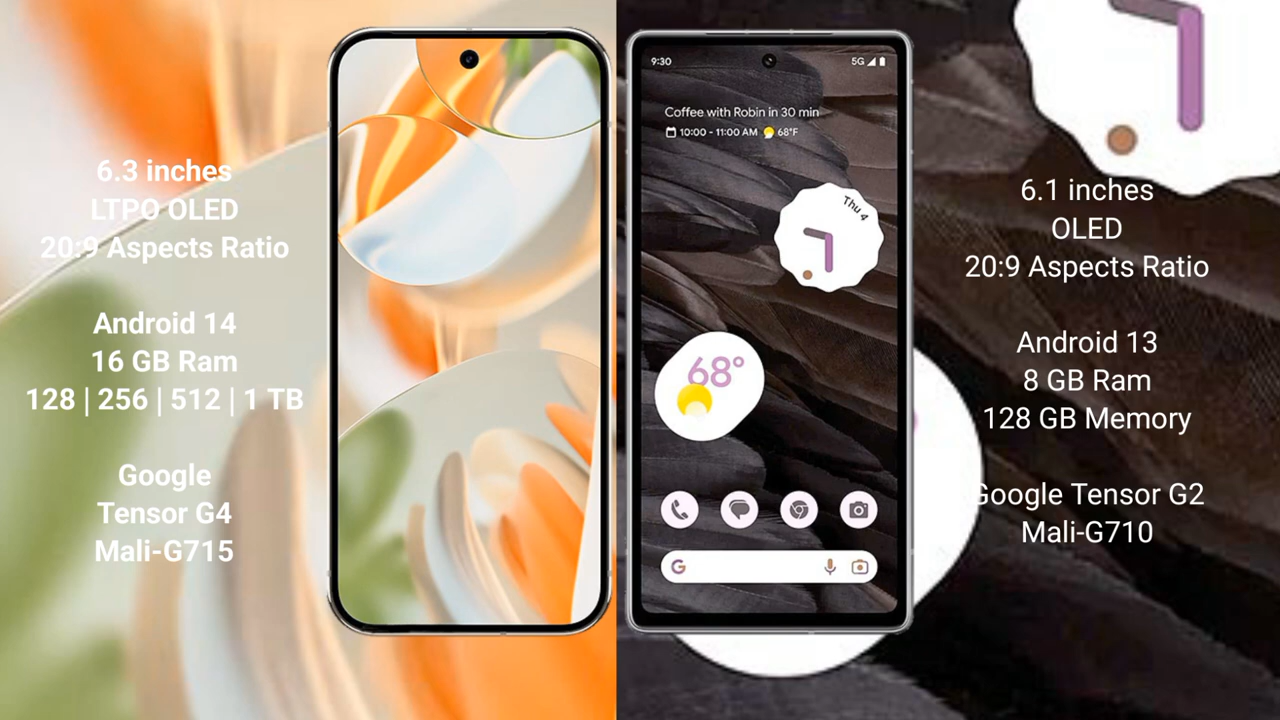 6.3 inches
LTPO OLED
20:9 Aspects Ratio
Android 14
16 GB Ram
128 | 256 | 512 | 1 TB
Google
Tensor G4
Mali-G715
9:30
5G
Coffee with Robin in 30 min
10:00 - 11:00 AM 68°F
Thu 4
68°
G
6.1 inches
OLED
20:9 Aspects Ratio
Android 13
8 GB Ram
128 GB Memory
Google Tensor G2
Mali-G710